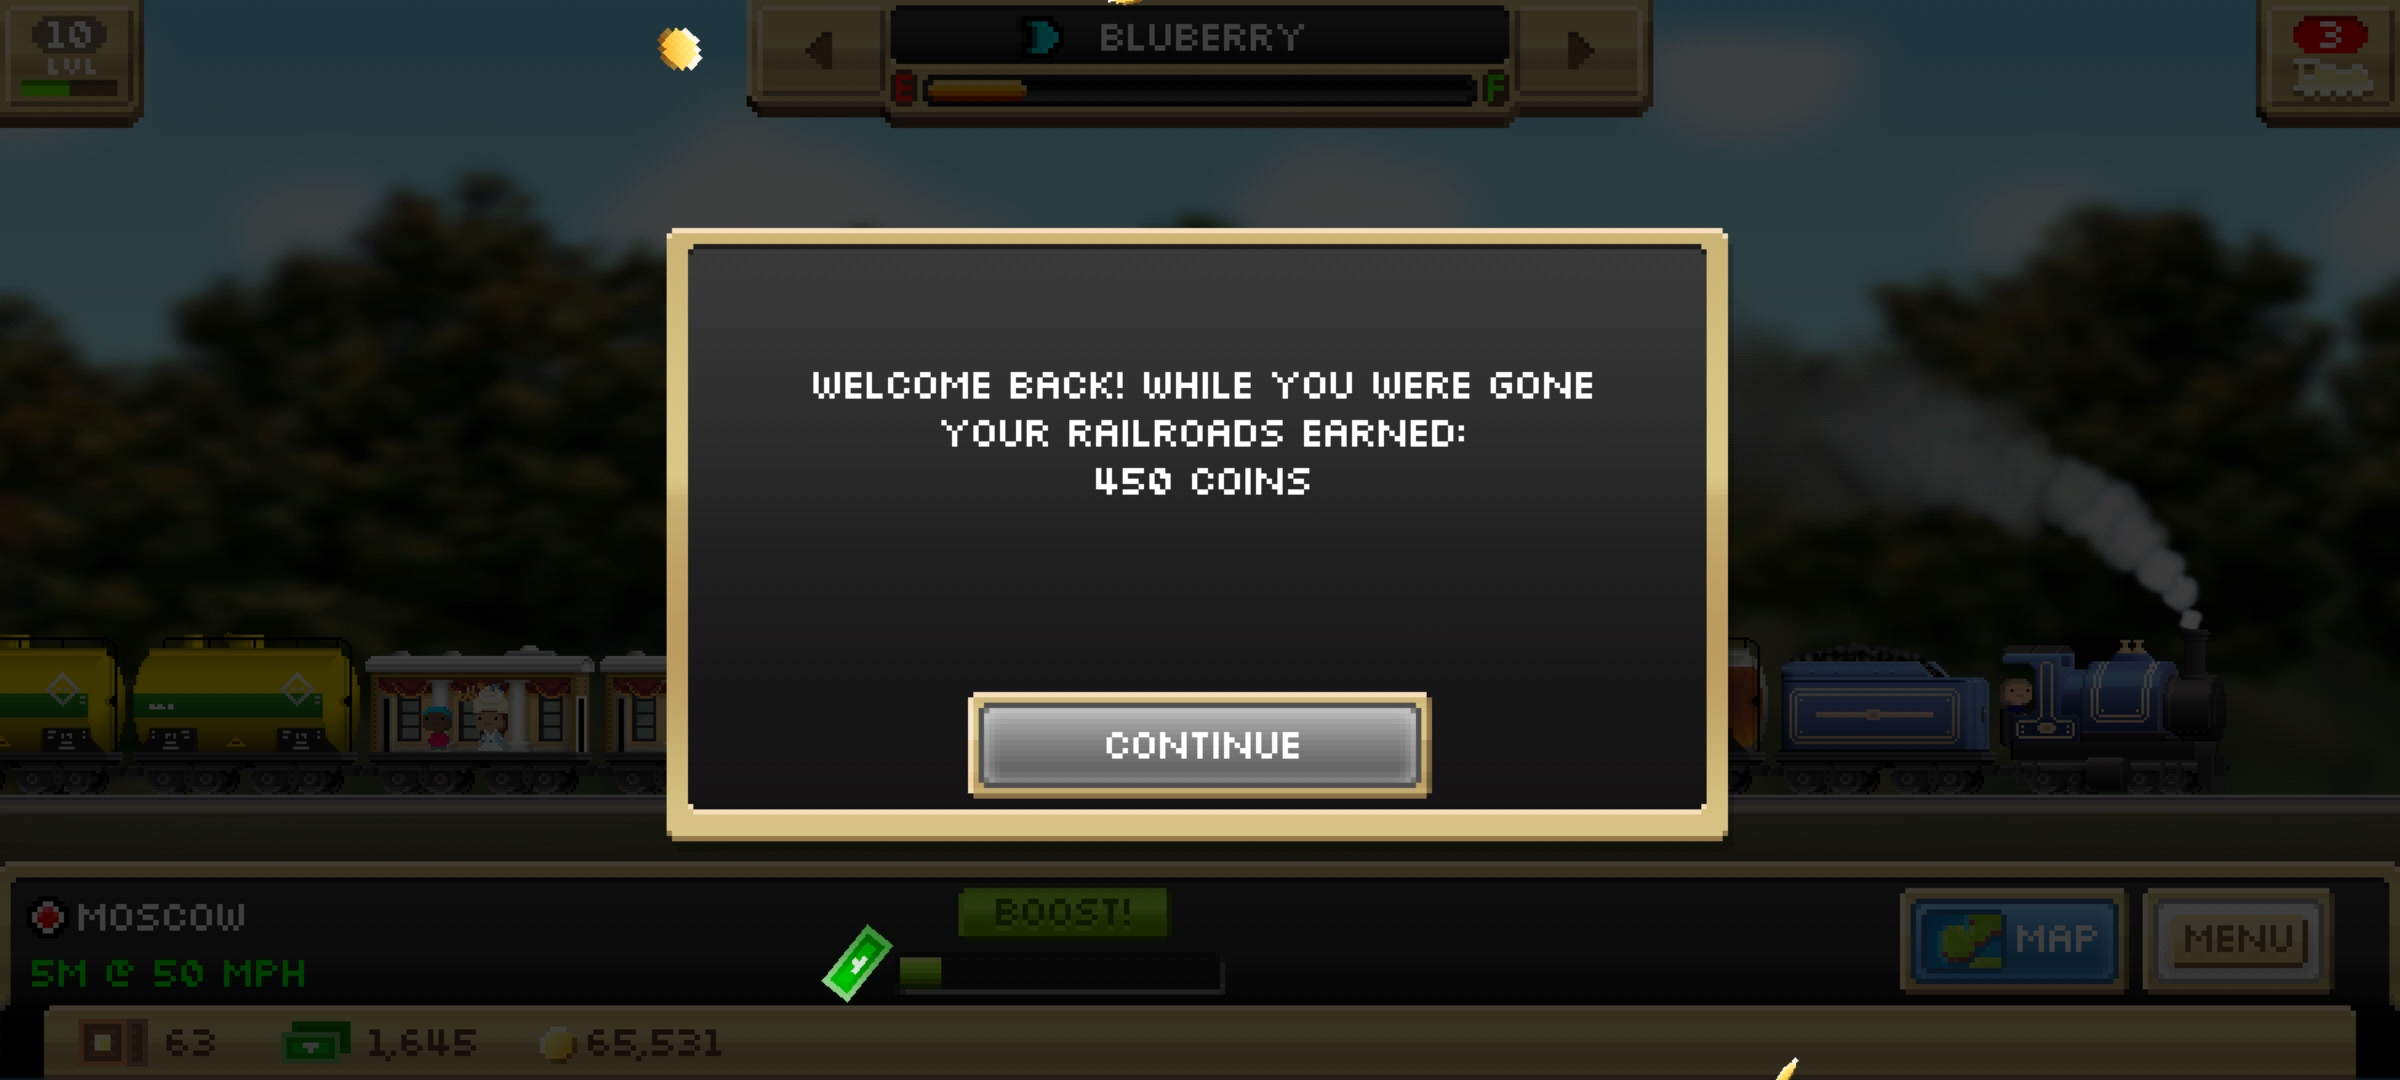 10
LVL
BLUBERRY
E
F
3
WELCOME BACK! WHILE YOU WERE GONE
YOUR RAILROADS EARNED:
450 COINS
CONTINUE
MOSCOW
5M @ 50 MPH
BOOST!
MAP
MENU
63
1,645
65,531